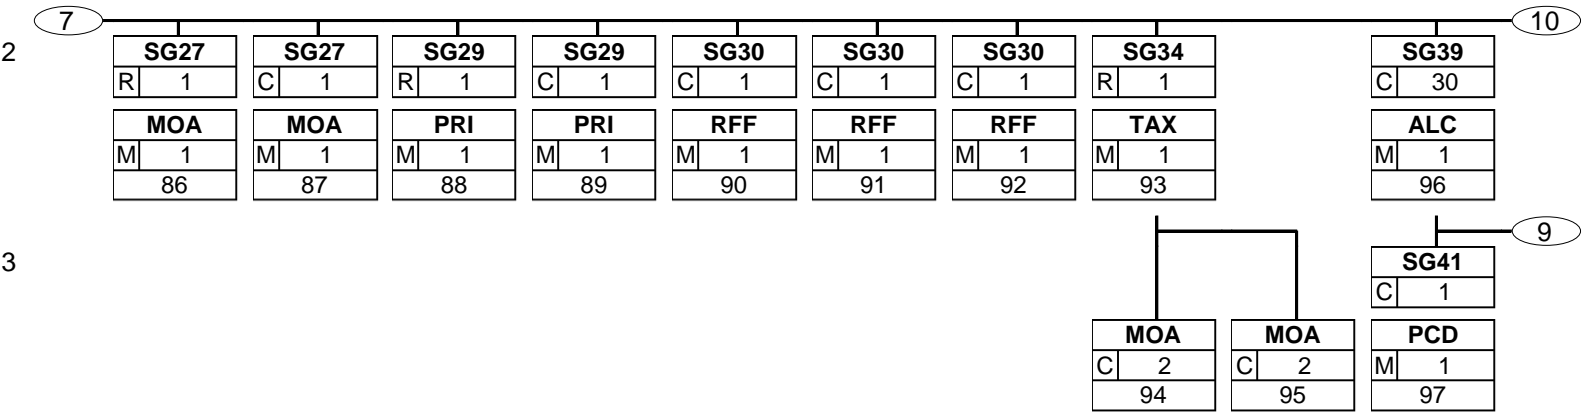 7 10
2 SG27 SG27 SG29 SG29 SG30 SG30 SG30 SG34 SG39
R 1 C 1 R 1 C 1 C 1 C 1 C 1 R 1 C 30
MOA MOA PRI PRI RFF RFF RFF TAX ALC
M 1 M 1 M 1 M 1 M 1 M 1 M 1 M 1 M 1
86 87 88 89 90 91 92 93 96
9
3 SG41
C 1
MOA MOA PCD
C 2 C 2 M 1
94 95 97